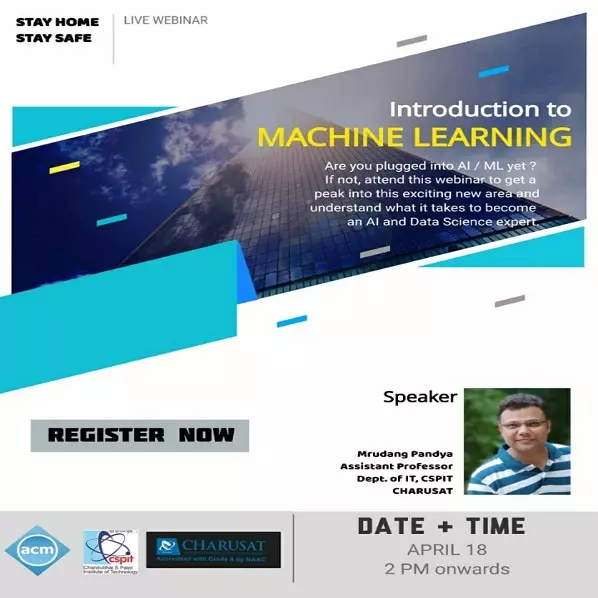 STAY HOME
STAY SAFE
LIVE WEBINAR
Introduction to
MACHINE LEARNING
Are you plugged into AI / ML yet ?
If not, attend this webinar to get a
peak into this exciting new area and
understand what it takes to become
an AI and Data Science expert
REGISTER NOW
Speaker
Mrudang Pandya
Assistant Professor
Dept. of IT, CSPIT
CHARUSAT
acm
cspit
Chandubhai S Patel
Institute of Technology
CHARUSAT
Accredited with Grade A by NAAC
DATE + TIME
APRIL 18
2 PM onwards